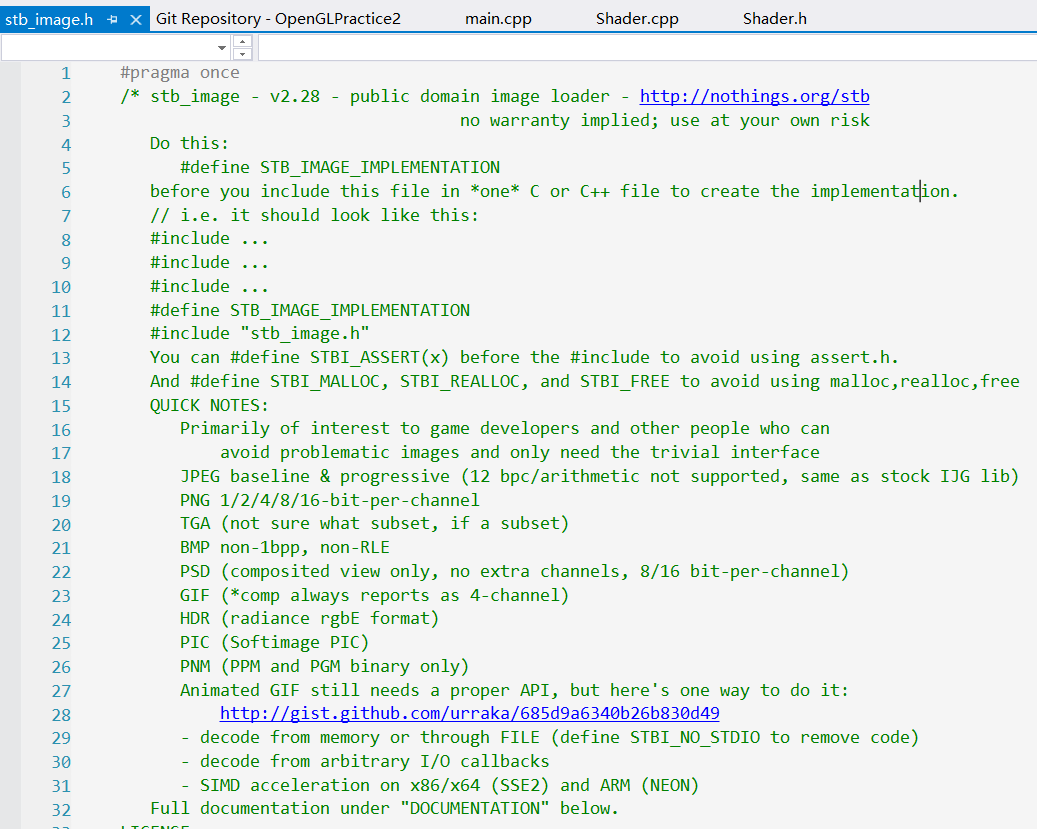 stb_image.h Git Repository - OpenGLPractice2 main.cpp Shader.cpp Shader.h
1 #pragma once
2 /* stb_image - v2.28 - public domain image loader - http://nothings.org/stb
3 no warranty implied; use at your own risk
4 Do this:
5 #define STB_IMAGE_IMPLEMENTATION
6 before you include this file in *one* C or C++ file to create the implementation.
7 // i.e. it should look like this:
8 #include ...
9 #include ...
10 #include ...
11 #define STB_IMAGE_IMPLEMENTATION
12 #include "stb_image.h"
13 You can #define STBI_ASSERT(x) before the #include to avoid using assert.h.
14 And #define STBI_MALLOC, STBI_REALLOC, and STBI_FREE to avoid using malloc,realloc,free
15 QUICK NOTES:
16 Primarily of interest to game developers and other people who can
17 avoid problematic images and only need the trivial interface
18 JPEG baseline & progressive (12 bpc/arithmetic not supported, same as stock IJG lib)
19 PNG 1/2/4/8/16-bit-per-channel
20 TGA (not sure what subset, if a subset)
21 BMP non-1bpp, non-RLE
22 PSD (composited view only, no extra channels, 8/16 bit-per-channel)
23 GIF (*comp always reports as 4-channel)
24 HDR (radiance rgbE format)
25 PIC (Softimage PIC)
26 PNM (PPM and PGM binary only)
27 Animated GIF still needs a proper API, but here's one way to do it:
28 http://gist.github.com/urraka/685d9a6340b26b830d49
29 - decode from memory or through FILE (define STBI_NO_STDIO to remove code)
30 - decode from arbitrary I/O callbacks
31 - SIMD acceleration on x86/x64 (SSE2) and ARM (NEON)
32 Full documentation under "DOCUMENTATION" below.